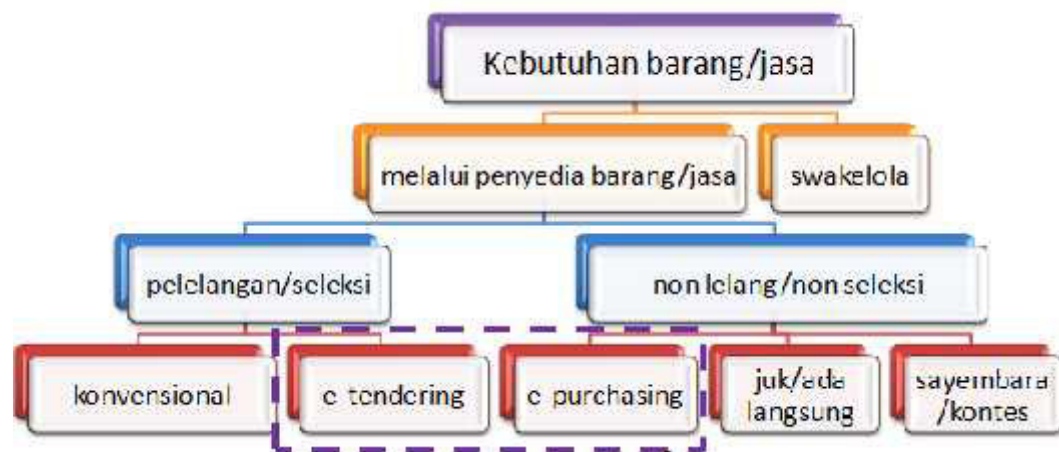 Kebutuhan barang/jasa
melalui penyedia barang/jasa
swakelola
pelelangan/seleksi
non lelang/non seleksi
konvensional
e tendering
e purchasing
juk/ada
langsung
sayembara
/kontes